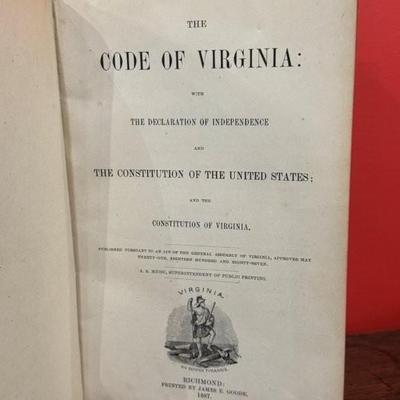 THE
CODE OF VIRGINIA:
WITH
THE DECLARATION OF INDEPENDENCE
AND
THE CONSTITUTION OF THE UNITED STATES;
AND THE
CONSTITUTION OF VIRGINIA.
PUBLISHED PURSUANT TO AN ACT OF THE GENERAL ASSEMBLY OF VIRGINIA, APPROVED MAY
TWENTY-ONE, EIGHTEEN HUNDRED AND EIGHTY-SEVEN.
SUPERINTENDENT OF PUBLIC PRINTING.
VIRGINIA.
SIC SEMPER TYRANNIS.
RICHMOND:
PRINTED BY JAMES E. GOODE,
1887.